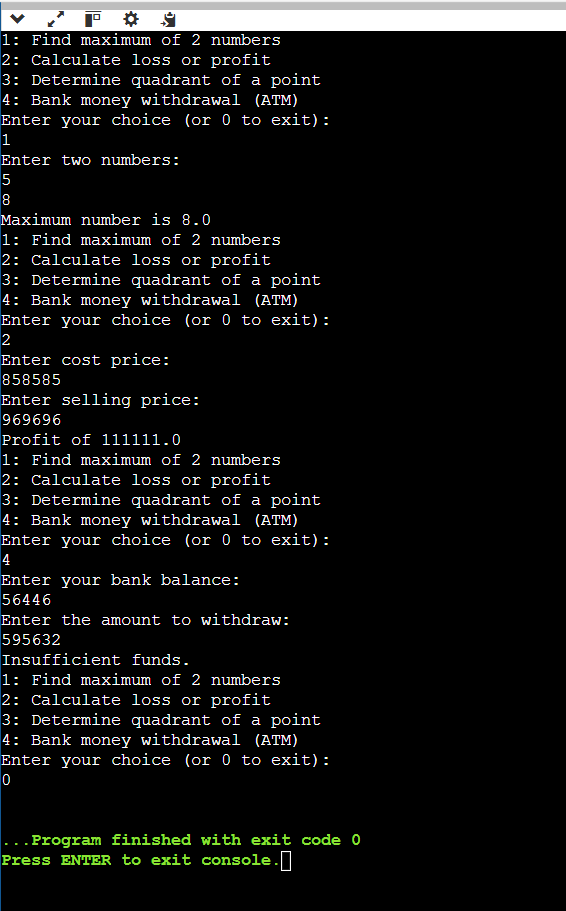 1: Find maximum of 2 numbers
2: Calculate loss or profit
3: Determine quadrant of a point
4: Bank money withdrawal (ATM)
Enter your choice (or 0 to exit):
1
Enter two numbers:
5
8
Maximum number is 8.0
1: Find maximum of 2 numbers
2: Calculate loss or profit
3: Determine quadrant of a point
4: Bank money withdrawal (ATM)
Enter your choice (or 0 to exit):
2
Enter cost price:
858585
Enter selling price:
969696
Profit of 111111.0
1: Find maximum of 2 numbers
2: Calculate loss or profit
3: Determine quadrant of a point
4: Bank money withdrawal (ATM)
Enter your choice (or 0 to exit):
4
Enter your bank balance:
56446
Enter the amount to withdraw:
595632
Insufficient funds.
1: Find maximum of 2 numbers
2: Calculate loss or profit
3: Determine quadrant of a point
4: Bank money withdrawal (ATM)
Enter your choice (or 0 to exit):
0
...Program finished with exit code 0
Press ENTER to exit console.